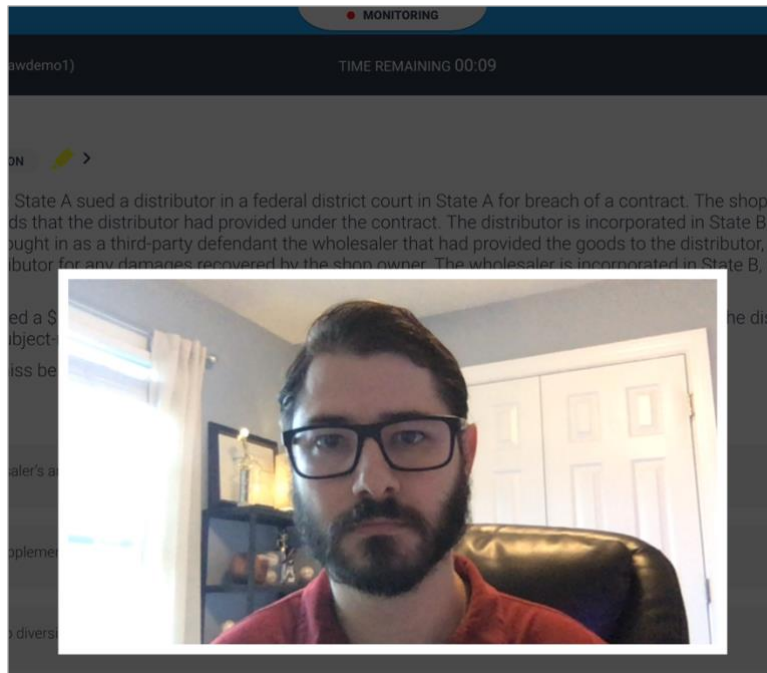 MONITORING
awdemo1)
TIME REMAINING 00:09
ON
State A sued a distributor in a federal district court in State A for breach of a contract. The shop
ds that the distributor had provided under the contract. The distributor is incorporated in State B
ought in as a third-party defendant the wholesaler that had provided the goods to the distributor,
ributor for any damages recovered by the shop owner. The wholesaler is incorporated in State B,
ed a $
he dis
ubject-
iss be
saler's a
pplemen
o diversi